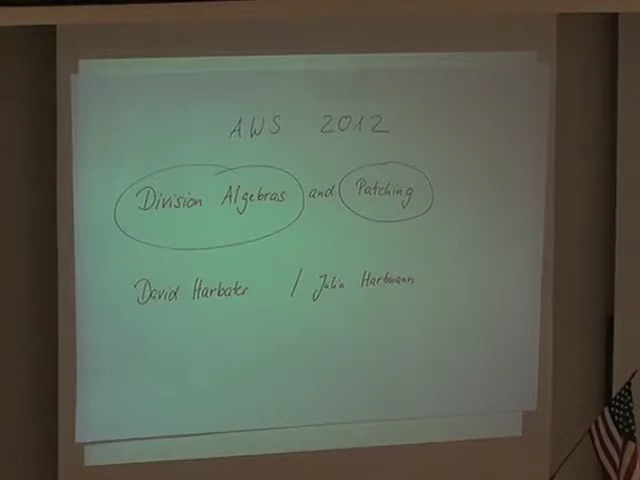 AWS 2012
Division Algebras and Patching
David Harbater / Julia Hartmann